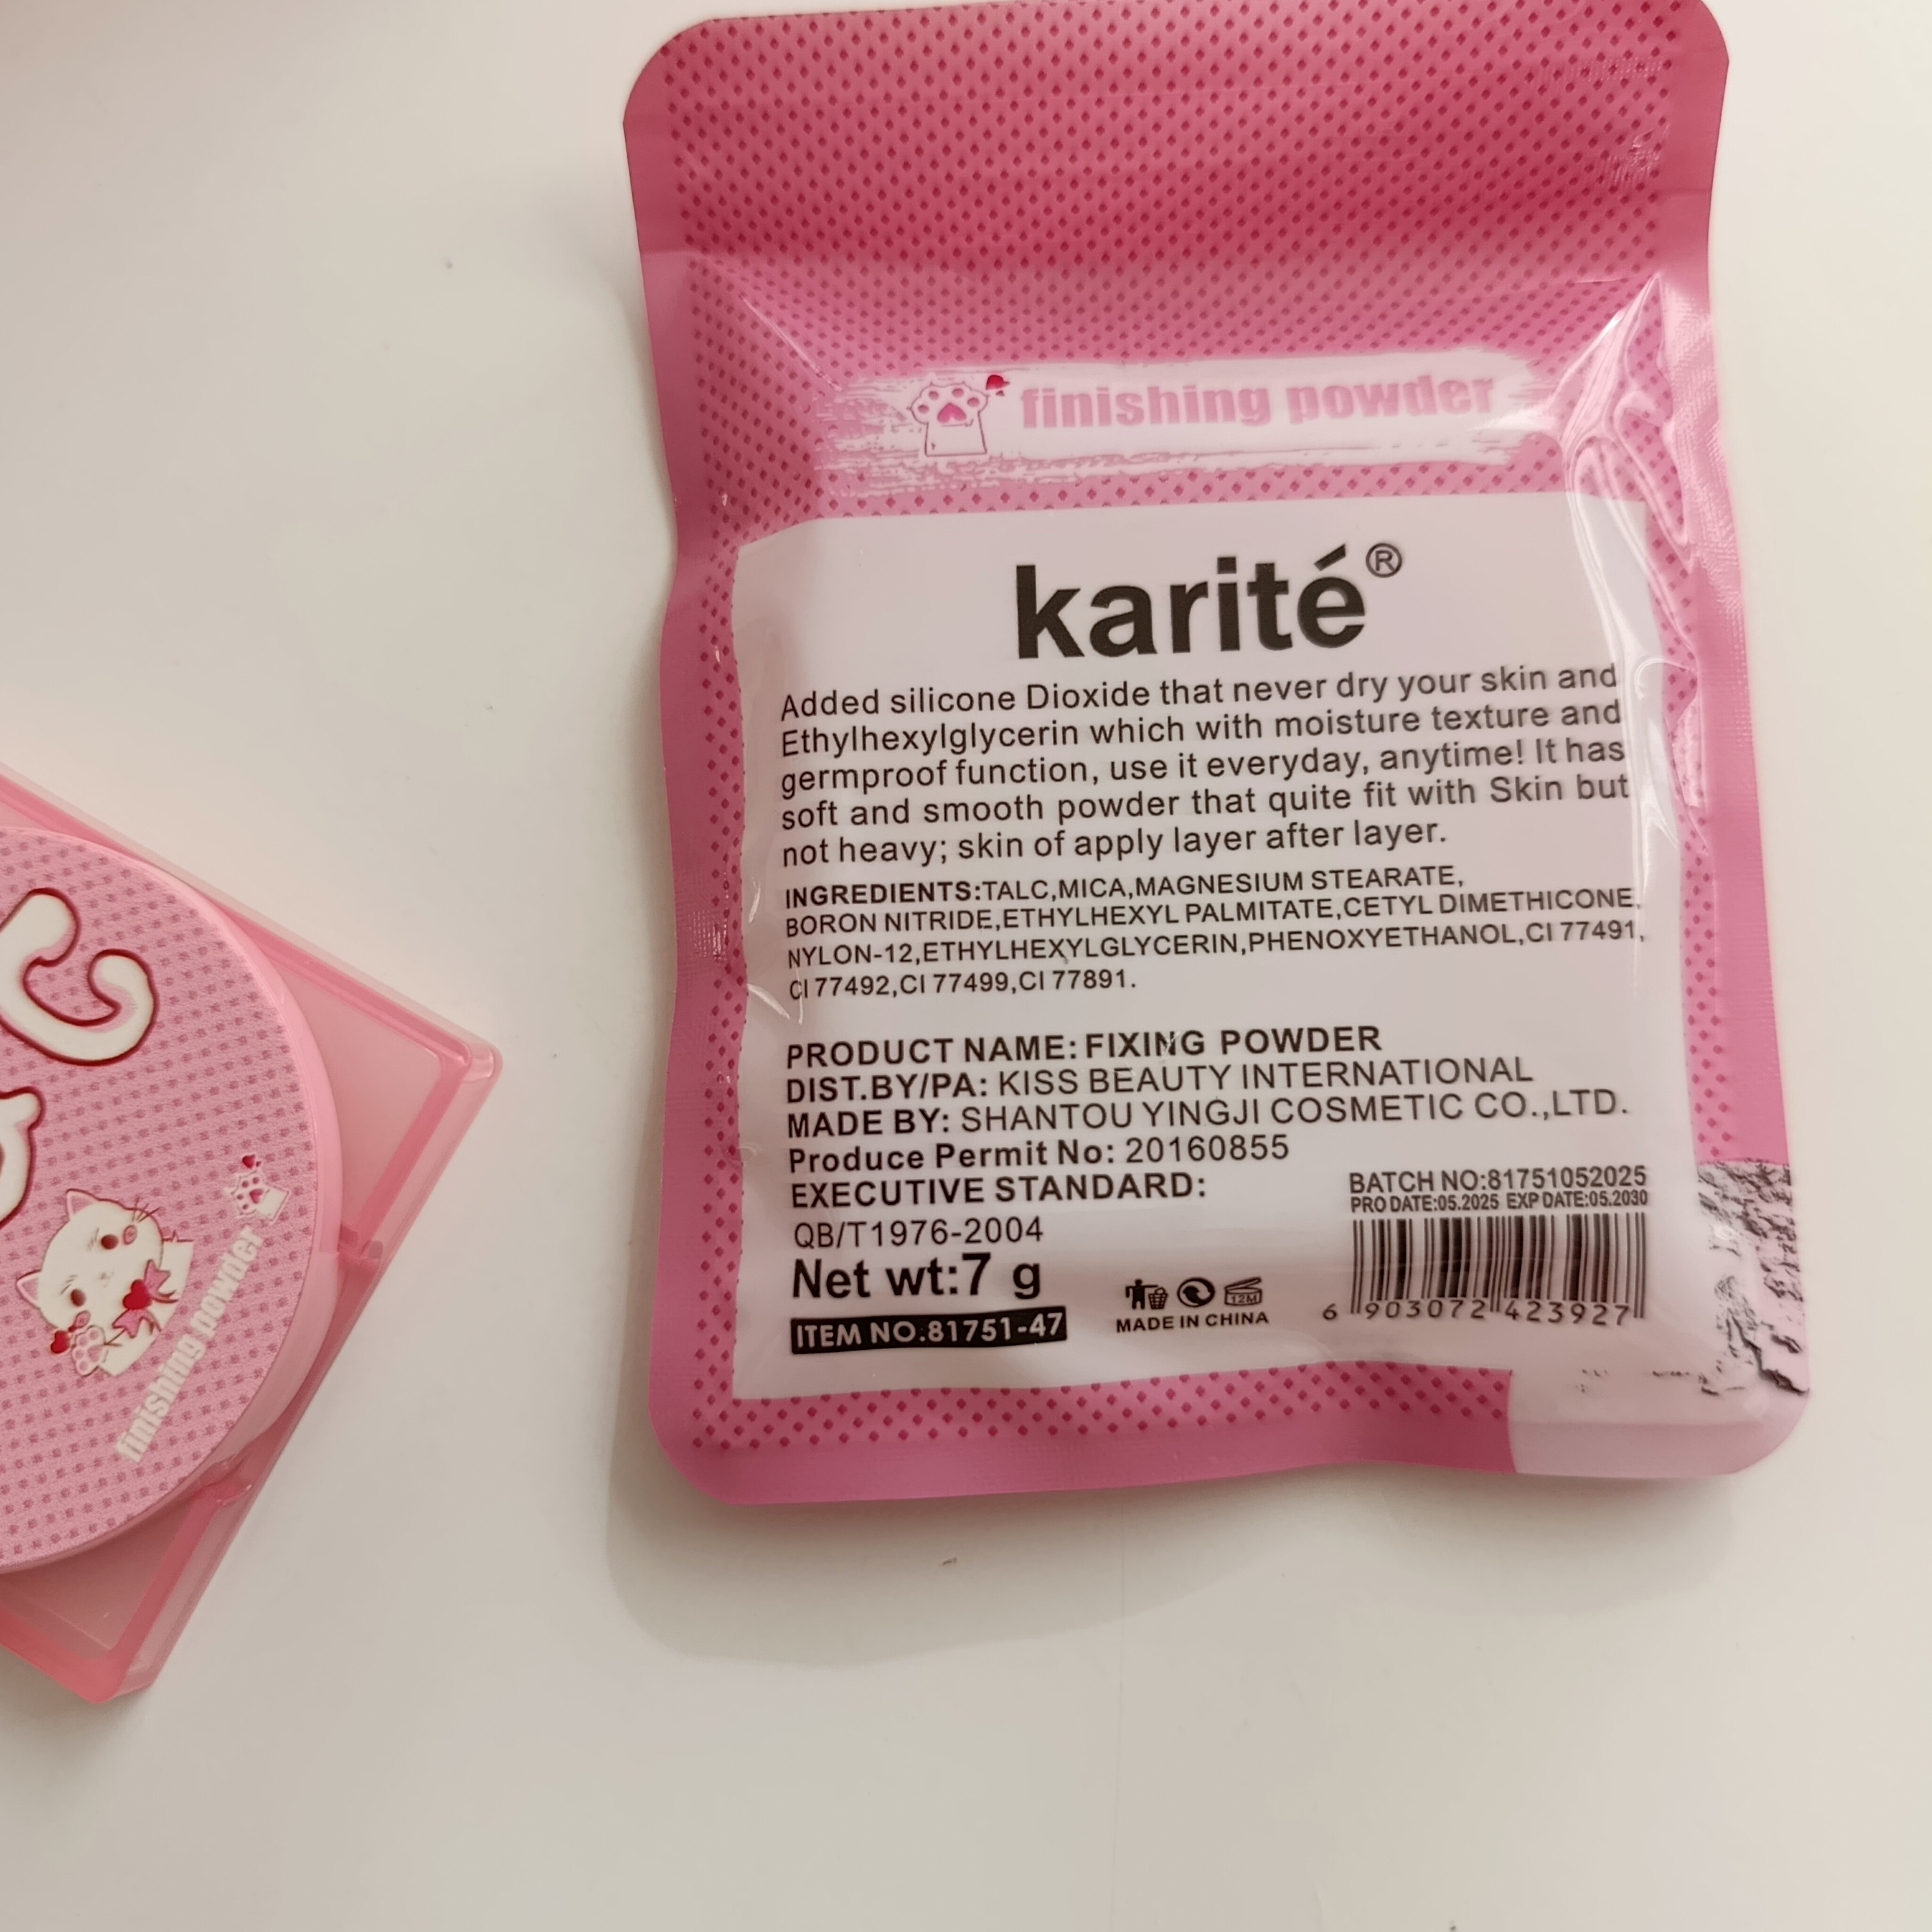 finishing powder
karité®
Added silicone Dioxide that never dry your skin and
Ethylhexylglycerin which with moisture texture and
germproof function, use it everyday, anytime! It has
soft and smooth powder that quite fit with Skin but
not heavy; skin of apply layer after layer.
INGREDIENTS:TALC,MICA,MAGNESIUM STEARATE,
BORON NITRIDE,ETHYLHEXYL PALMITATE,CETYL DIMETHICONE,
NYLON-12,ETHYLHEXYLGLYCERIN,PHENOXYETHANOL,CI 77491,
CI 77492,CI 77499,CI 77891.
PRODUCT NAME: FIXING POWDER
DIST.BY/PA: KISS BEAUTY INTERNATIONAL
MADE BY: SHANTOU YINGJI COSMETIC CO.,LTD.
Produce Permit No: 20160855
EXECUTIVE STANDARD:
QB/T1976-2004
Net wt:7 g
ITEM NO.81751-47
12M
MADE IN CHINA
BATCH NO:81751052025
PRO DATE:05.2025 EXP DATE:05.2030
6 903072 423927
finishing powder